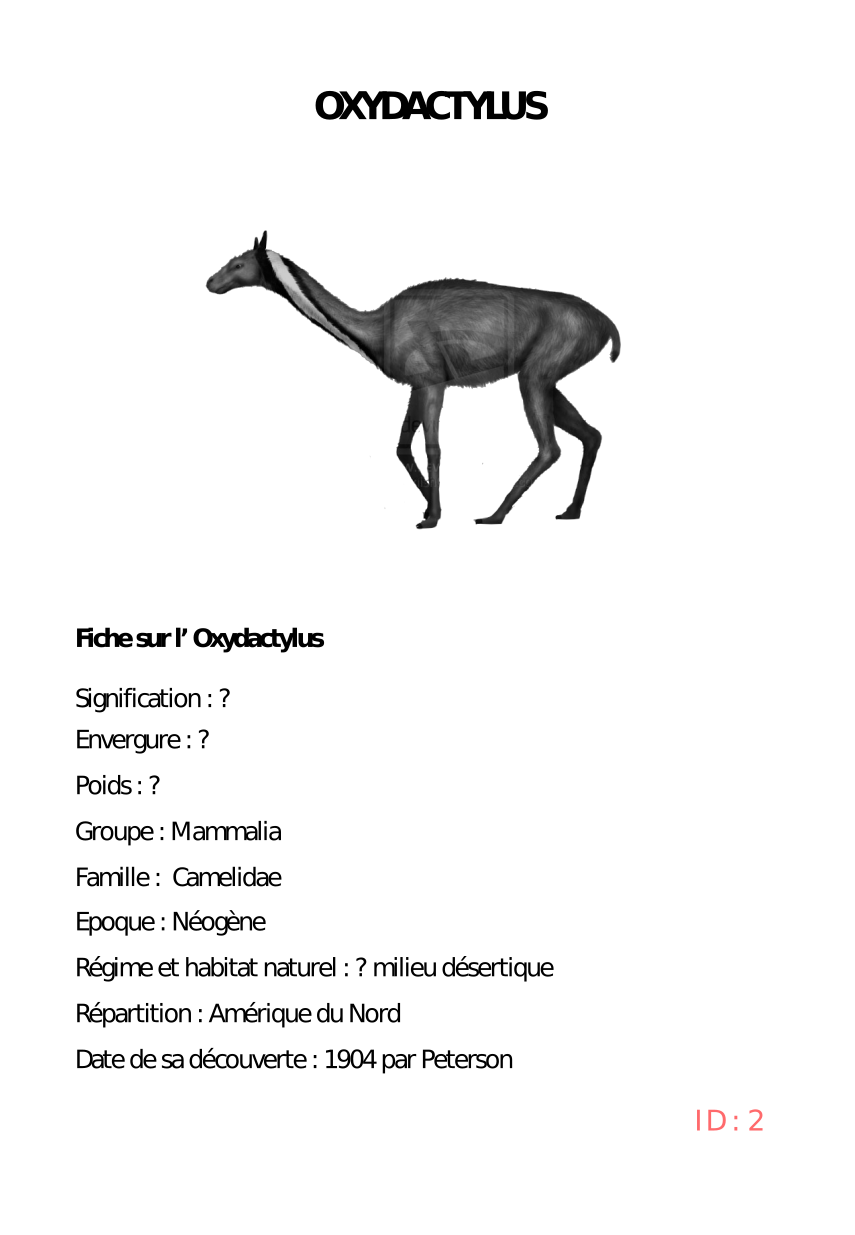 OXYDACTYLUS
Fiche sur l’ Oxydactylus
Signification : ?
Envergure : ?
Poids : ?
Groupe : Mammalia
Famille :  Camelidae
Epoque : Néogène
Régime et habitat naturel : ? milieu désertique
Répartition : Amérique du Nord
Date de sa découverte : 1904 par Peterson
ID : 2